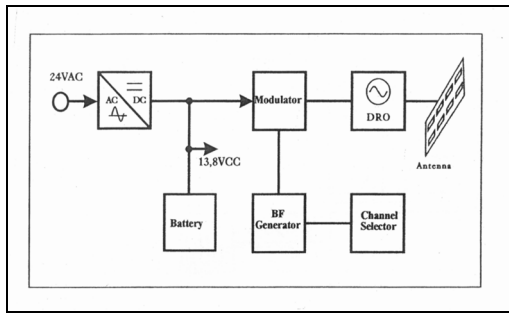 24VAC
AC
DC
Modulator
DRO
Antenna
13,8VCC
Battery
BF
Generator
Channel
Selector